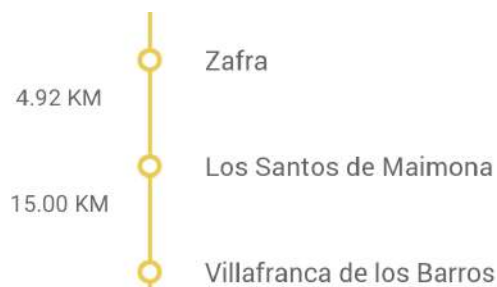 Zafra
4.92 KM
Los Santos de Maimona
15.00 KM
Villafranca de los Barros